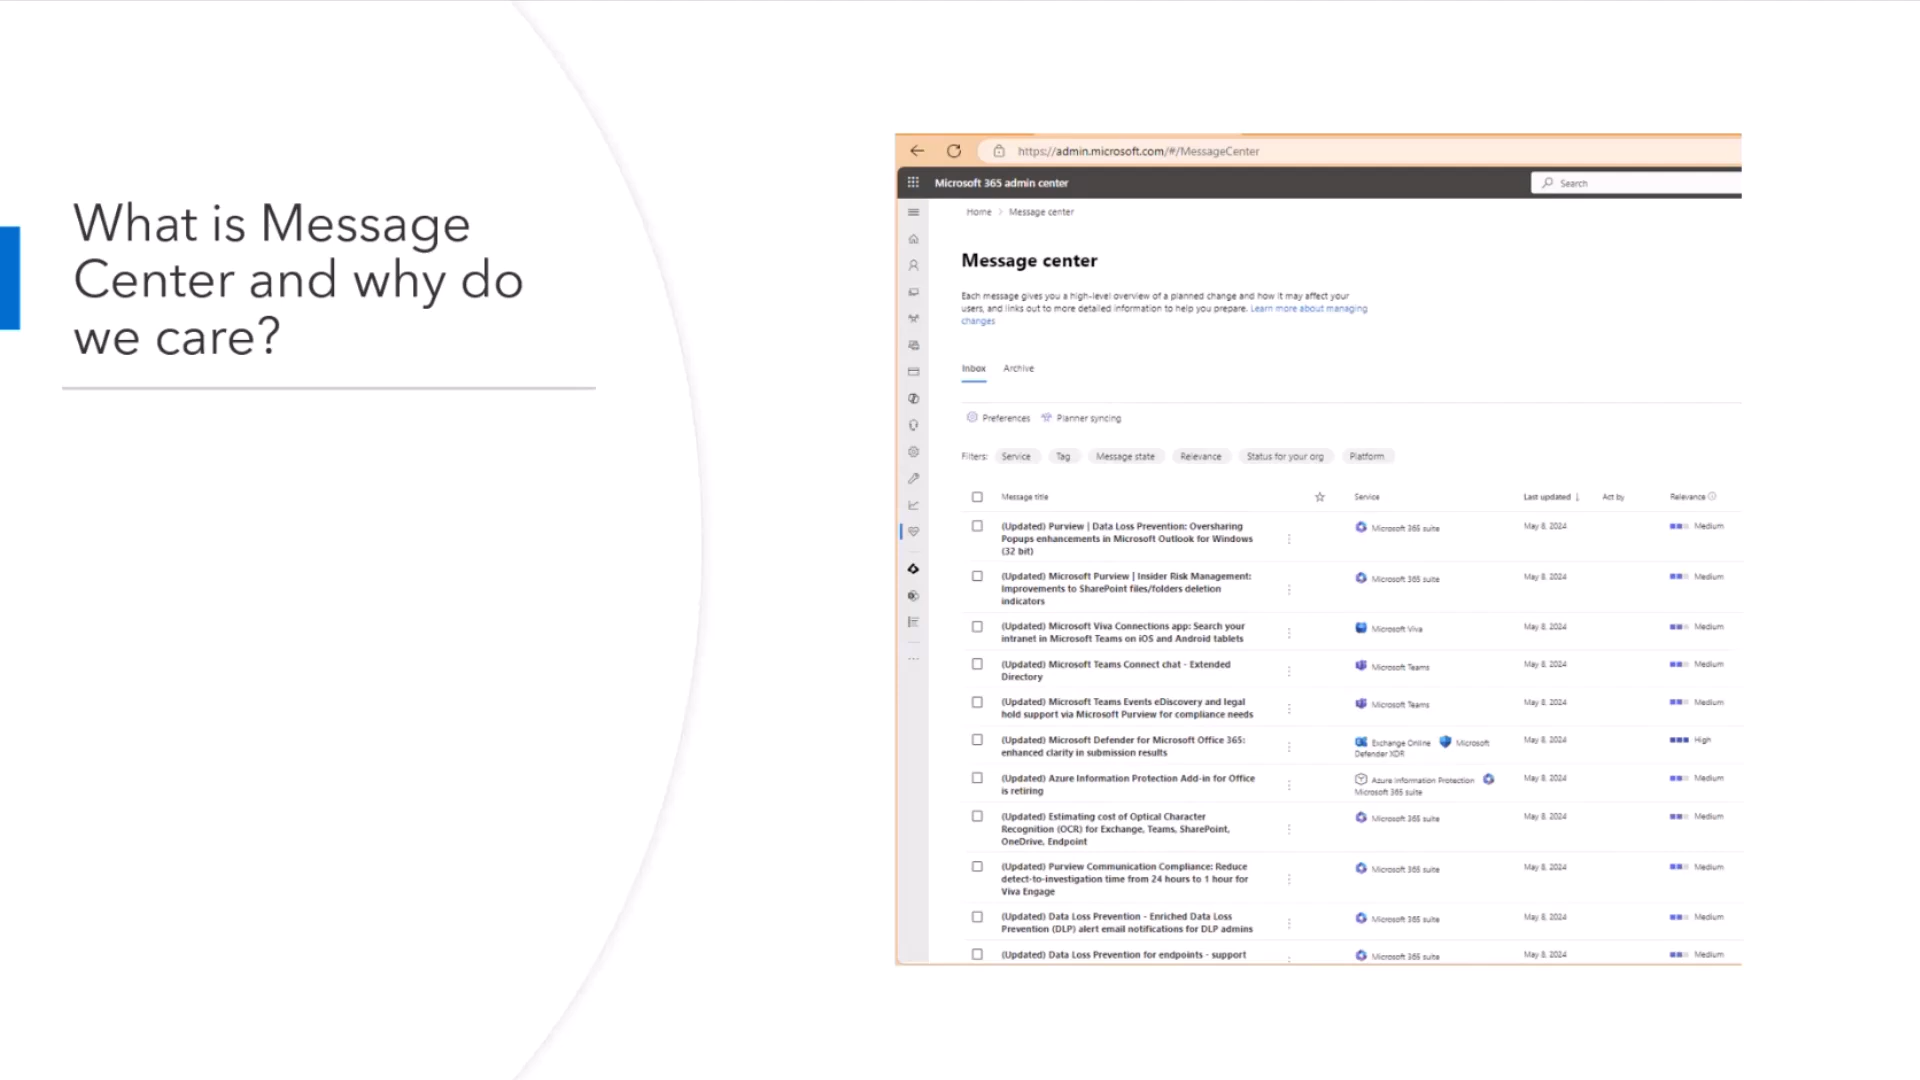 What is Message
Center and why do
we care?
https://admin.microsoft.com/#/MessageCenter
Microsoft 365 admin center
Search
Home > Message center
Message center
Each message gives you a high-level overview of a planned change and how it may affect your
users, and links out to more detailed information to help you prepare. Learn more about managing
changes
Inbox Archive
Preferences Planner syncing
Filters: Service Tag Message state Relevance Status for your org Platform
Message title Service Last updated ↓ Act by Relevance
(Updated) Purview | Data Loss Prevention: Oversharing Microsoft 365 suite May 8, 2024 Medium
Popups enhancements in Microsoft Outlook for Windows
(32 bit)
(Updated) Microsoft Purview | Insider Risk Management: Microsoft 365 suite May 8, 2024 Medium
Improvements to SharePoint files/folders deletion
indicators
(Updated) Microsoft Viva Connections app: Search your Microsoft Viva May 8, 2024 Medium
intranet in Microsoft Teams on iOS and Android tablets
(Updated) Microsoft Teams Connect chat - Extended Microsoft Teams May 8, 2024 Medium
Directory
(Updated) Microsoft Teams Events eDiscovery and legal Microsoft Teams May 8, 2024 Medium
hold support via Microsoft Purview for compliance needs
(Updated) Microsoft Defender for Microsoft Office 365: Exchange Online Microsoft May 8, 2024 High
enhanced clarity in submission results Defender XDR
(Updated) Azure Information Protection Add-in for Office Azure Information Protection May 8, 2024 Medium
is retiring Microsoft 365 suite
(Updated) Estimating cost of Optical Character Microsoft 365 suite May 8, 2024 Medium
Recognition (OCR) for Exchange, Teams, SharePoint,
OneDrive, Endpoint
(Updated) Purview Communication Compliance: Reduce Microsoft 365 suite May 8, 2024 Medium
detect-to-investigation time from 24 hours to 1 hour for
Viva Engage
(Updated) Data Loss Prevention - Enriched Data Loss Microsoft 365 suite May 8, 2024 Medium
Prevention (DLP) alert email notifications for DLP admins
(Updated) Data Loss Prevention for endpoints - support Microsoft 365 suite May 8, 2024 Medium